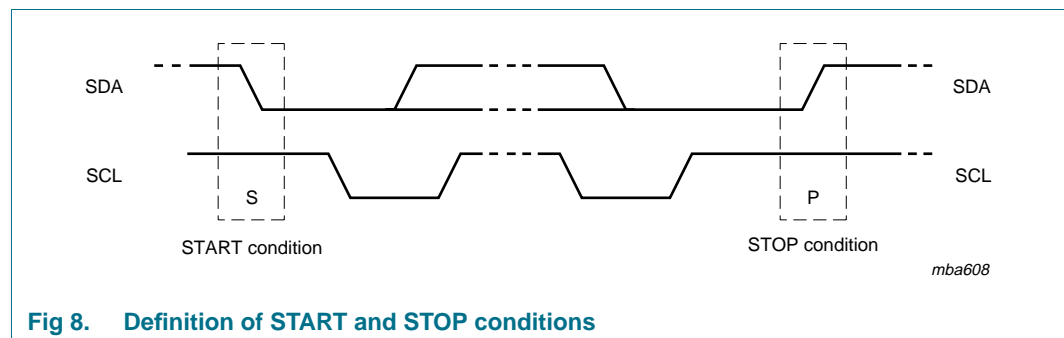 SDA
SDA
SCL
SCL
S
P
START condition
STOP condition
mba608
Fig 8. Definition of START and STOP conditions